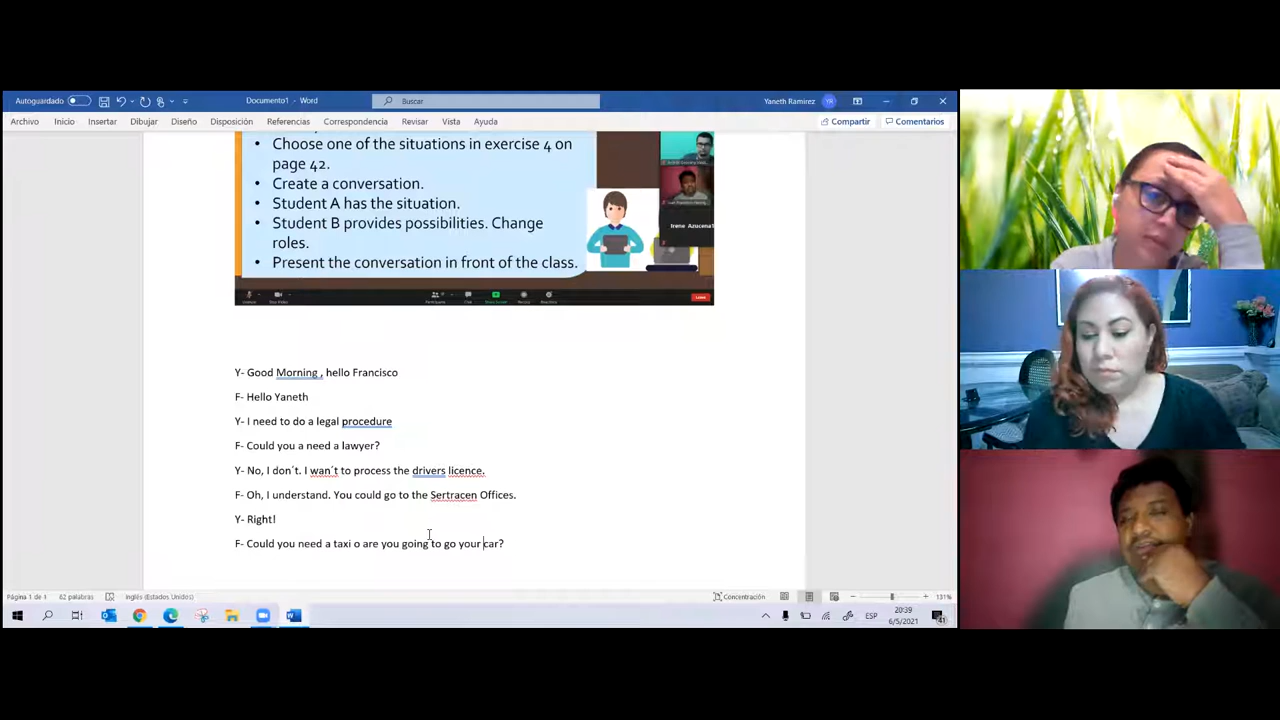 Autoguardado
Documento1 - Word
Buscar
Yaneth Ramirez
YR
Archivo Inicio Insertar Dibujar Diseño Disposición Referencias Correspondencia Revisar Vista Ayuda
Compartir
Comentarios
• Choose one of the situations in exercise 4 on
page 42.
• Create a conversation.
• Student A has the situation.
• Student B provides possibilities. Change
roles.
• Present the conversation in front of the class.
Y- Good Morning , hello Francisco
F- Hello Yaneth
Y- I need to do a legal procedure
F- Could you a need a lawyer?
Y- No, I don´t. I wan´t to process the drivers licence.
F- Oh, I understand. You could go to the Sertracen Offices.
Y- Right!
F- Could you need a taxi o are you going to go your car?
Página 1 de 1 62 palabras Inglés (Estados Unidos)
Concentración
131%
ESP
20:39
6/5/2021